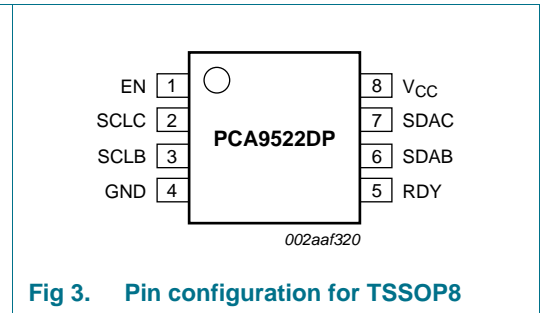 EN 1 8 VCC
SCLC 2 7 SDAC
PCA9522DP
SCLB 3 6 SDAB
GND 4 5 RDY
002aaf320
Fig 3. Pin configuration for TSSOP8